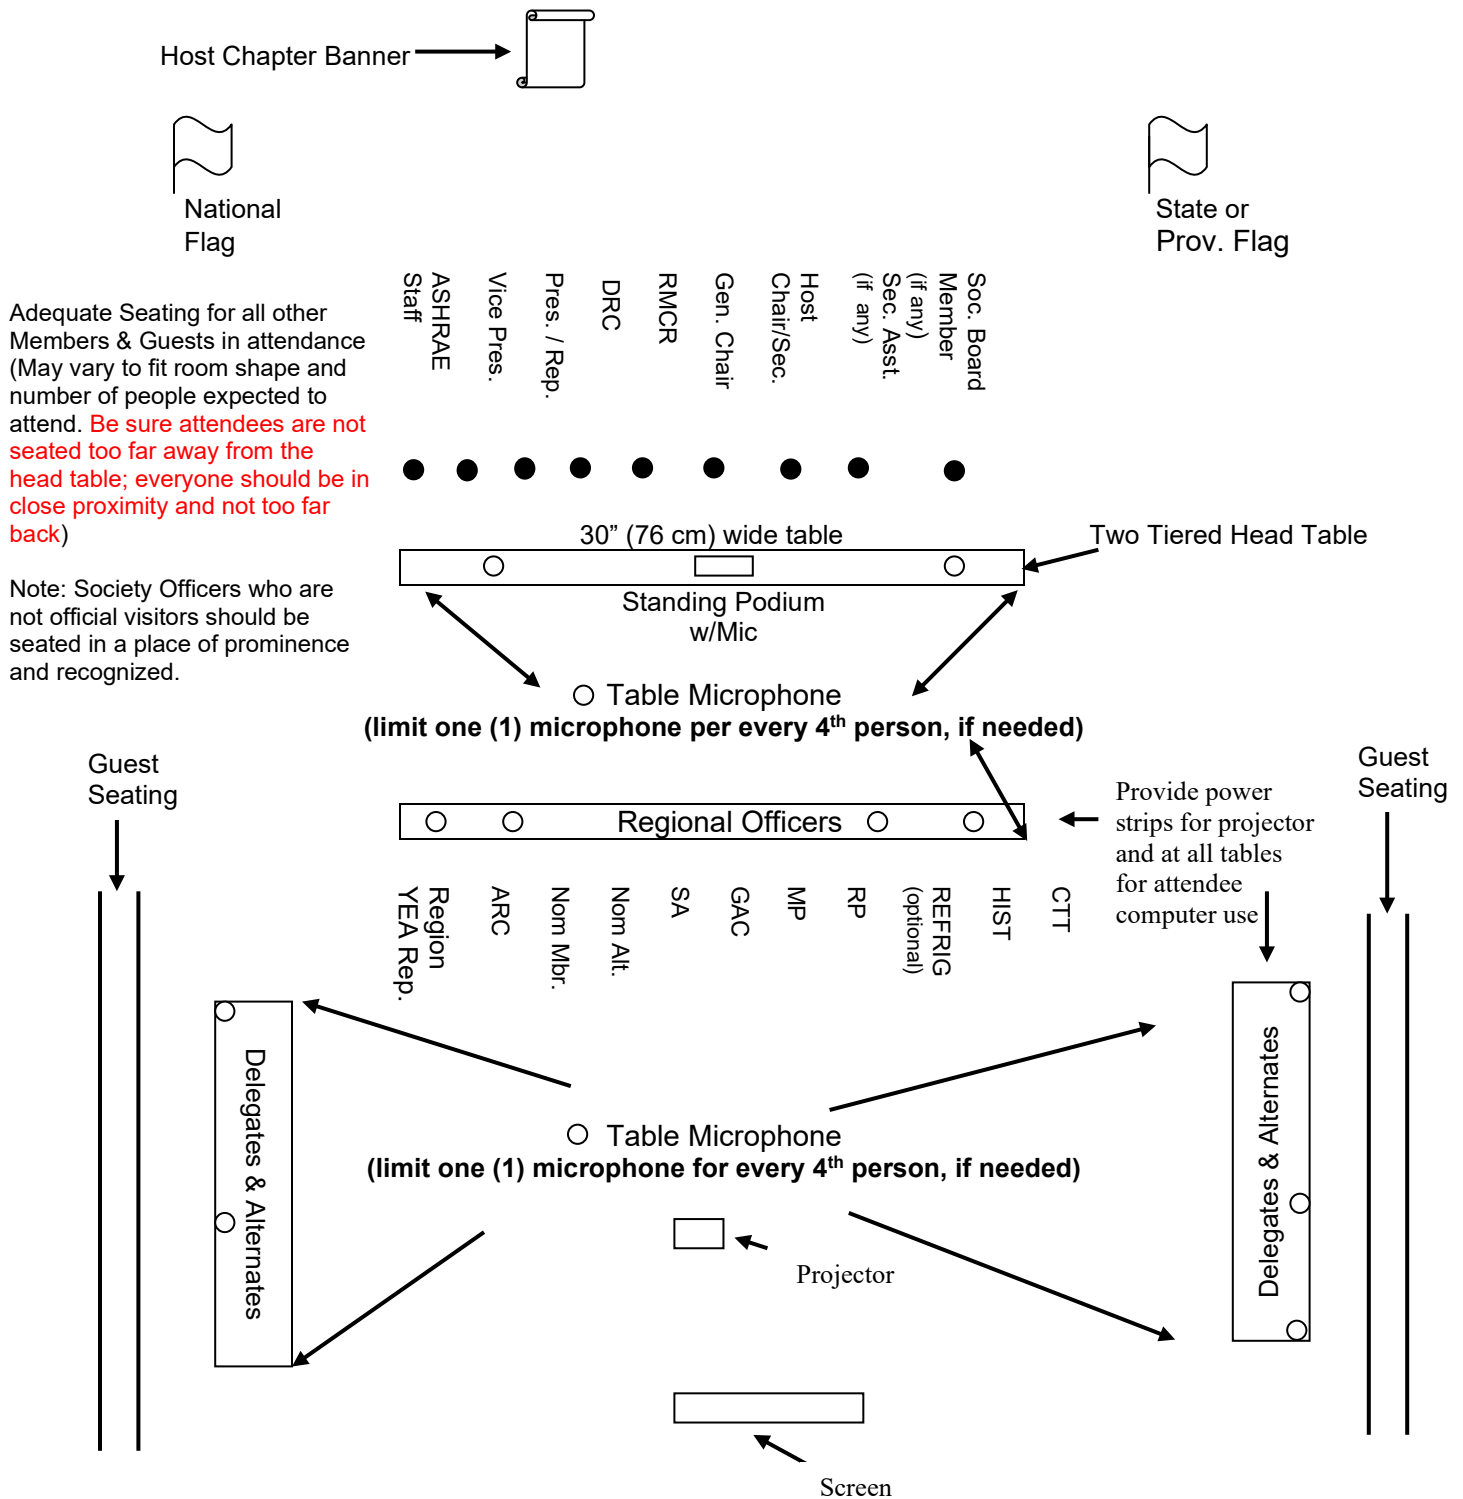 Host Chapter Banner
National
Flag
State or
Prov. Flag
Adequate Seating for all other
Members & Guests in attendance
(May vary to fit room shape and
number of people expected to
attend. Be sure attendees are not
seated too far away from the
head table; everyone should be in
close proximity and not too far
back)
Note: Society Officers who are
not official visitors should be
seated in a place of prominence
and recognized.
ASHRAE
Staff
Vice Pres.
Pres. / Rep.
DRC
RMCR
Gen. Chair
Host
Chair/Sec.
Sec. Asst.
(if any)
Soc. Board
Member
(if any)
30” (76 cm) wide table
Two Tiered Head Table
Standing Podium
w/Mic
Table Microphone
(limit one (1) microphone per every 4th person, if needed)
Guest
Seating
Guest
Seating
Regional Officers
Provide power
strips for projector
and at all tables
for attendee
computer use
Region
YEA Rep.
ARC
Nom Mbr.
Nom Alt.
SA
GAC
MP
RP
REFRIG
(optional)
HIST
CTT
Delegates & Alternates
Delegates & Alternates
Table Microphone
(limit one (1) microphone for every 4th person, if needed)
Projector
Screen